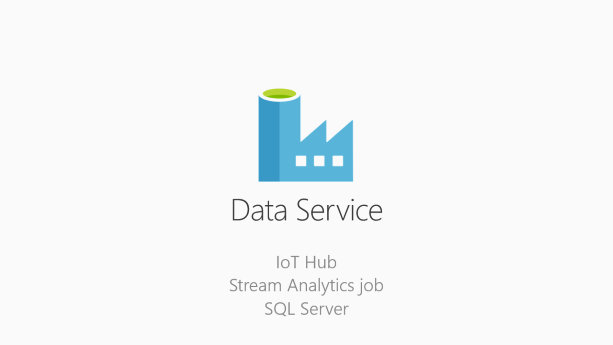 Data Service
IoT Hub
Stream Analytics job
SQL Server